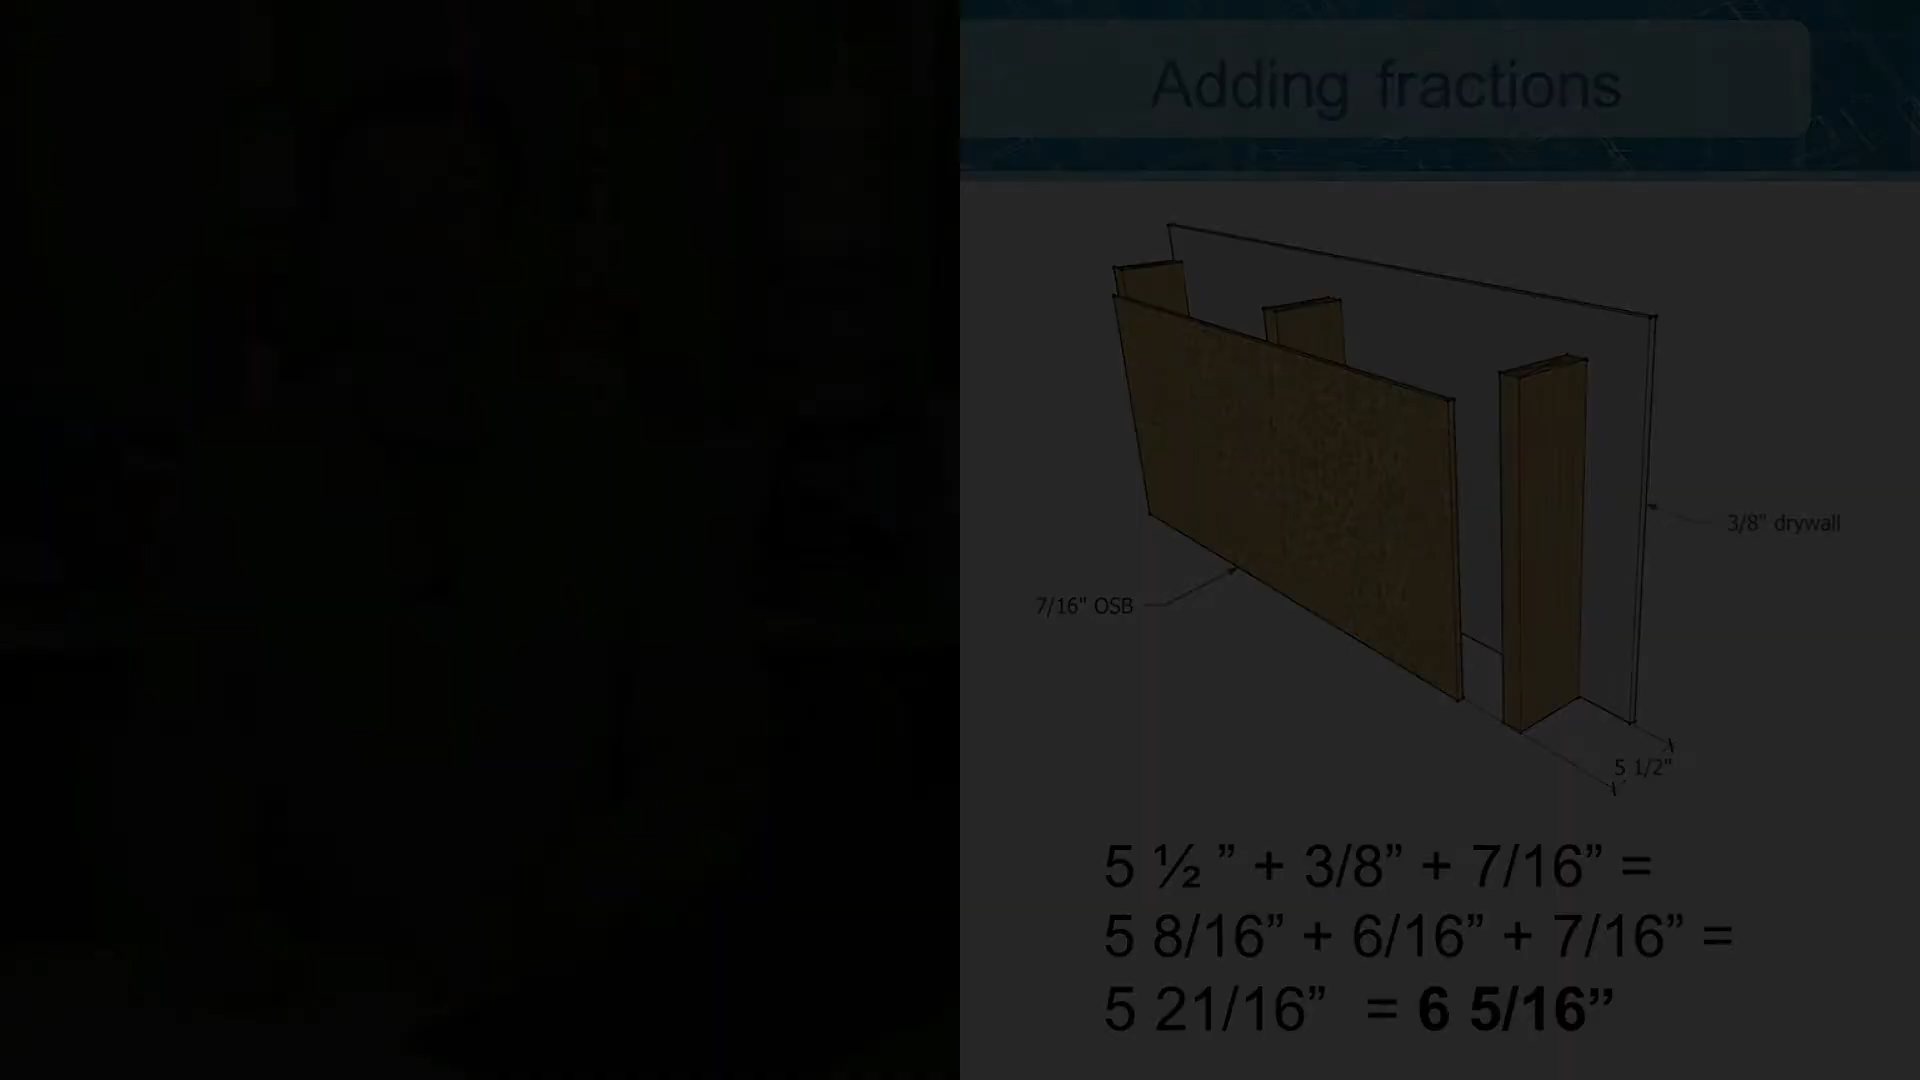 Adding fractions
3/8" drywall
7/16" OSB
5 1/2"
5 ½ ” + 3/8” + 7/16” =
5 8/16” + 6/16” + 7/16” =
5 21/16” = 6 5/16”